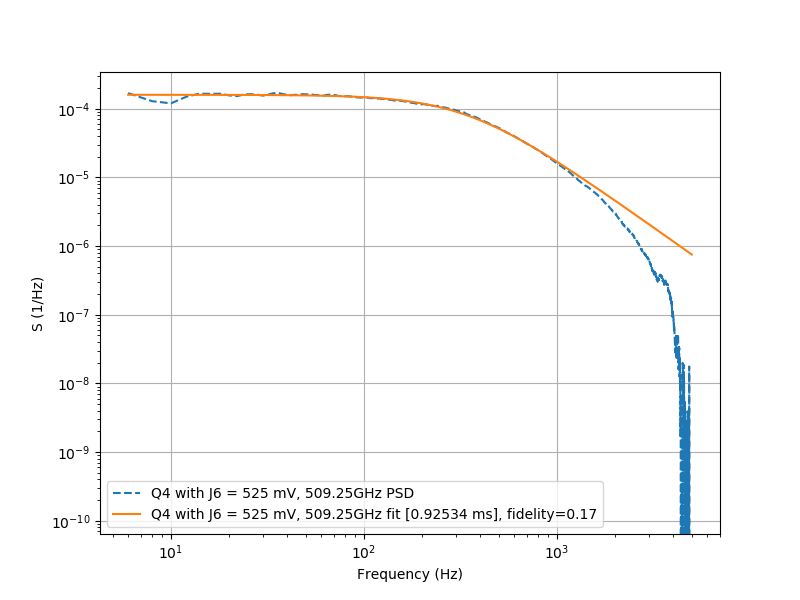 S (1/Hz)
10⁻⁴
10⁻⁵
10⁻⁶
10⁻⁷
10⁻⁸
10⁻⁹
10⁻¹⁰
Q4 with J6 = 525 mV, 509.25GHz PSD
Q4 with J6 = 525 mV, 509.25GHz fit [0.92534 ms], fidelity=0.17
10¹
10²
10³
Frequency (Hz)